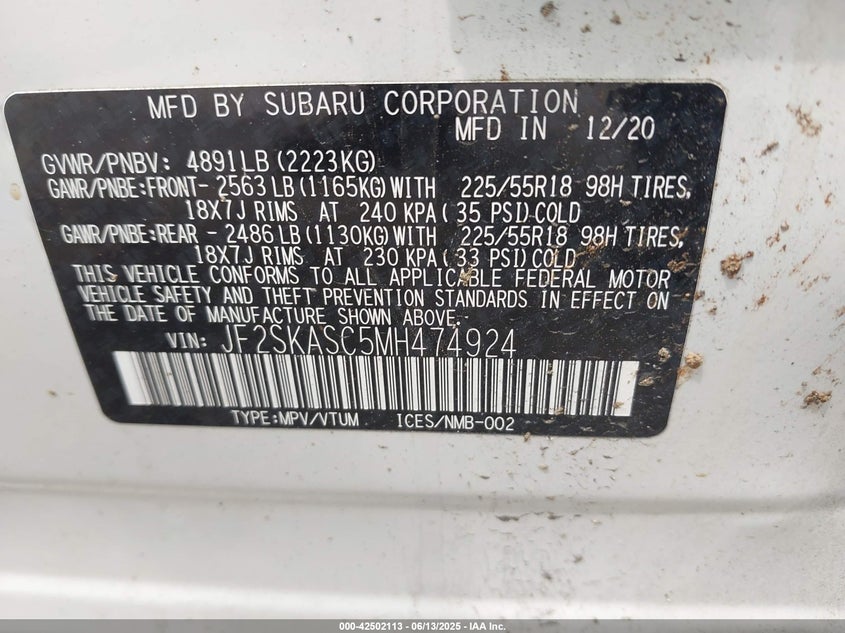 MFD BY SUBARU CORPORATION
MFD IN 12/20
GVWR/PNBV: 4891LB (2223KG)
GAWR/PNBE:FRONT- 2563LB (1165KG) WITH 225/55R18 98H TIRES,
18X7J RIMS AT 240 KPA( 35 PSI) COLD
GAWR/PNBE:REAR - 2486LB (1130KG) WITH 225/55R18 98H TIRES,
18X7J RIMS AT 230 KPA( 33 PSI) COLD
THIS VEHICLE CONFORMS TO ALL APPLICABLE FEDERAL MOTOR
VEHICLE SAFETY AND THEFT PREVENTION STANDARDS IN EFFECT ON
THE DATE OF MANUFACTURE SHOWN ABOVE.
VIN: JF2SKASC5MH474924
TYPE:MPV/VTUM ICES/NMB-002
000-42502113 - 06/13/2025 - IAA Inc.